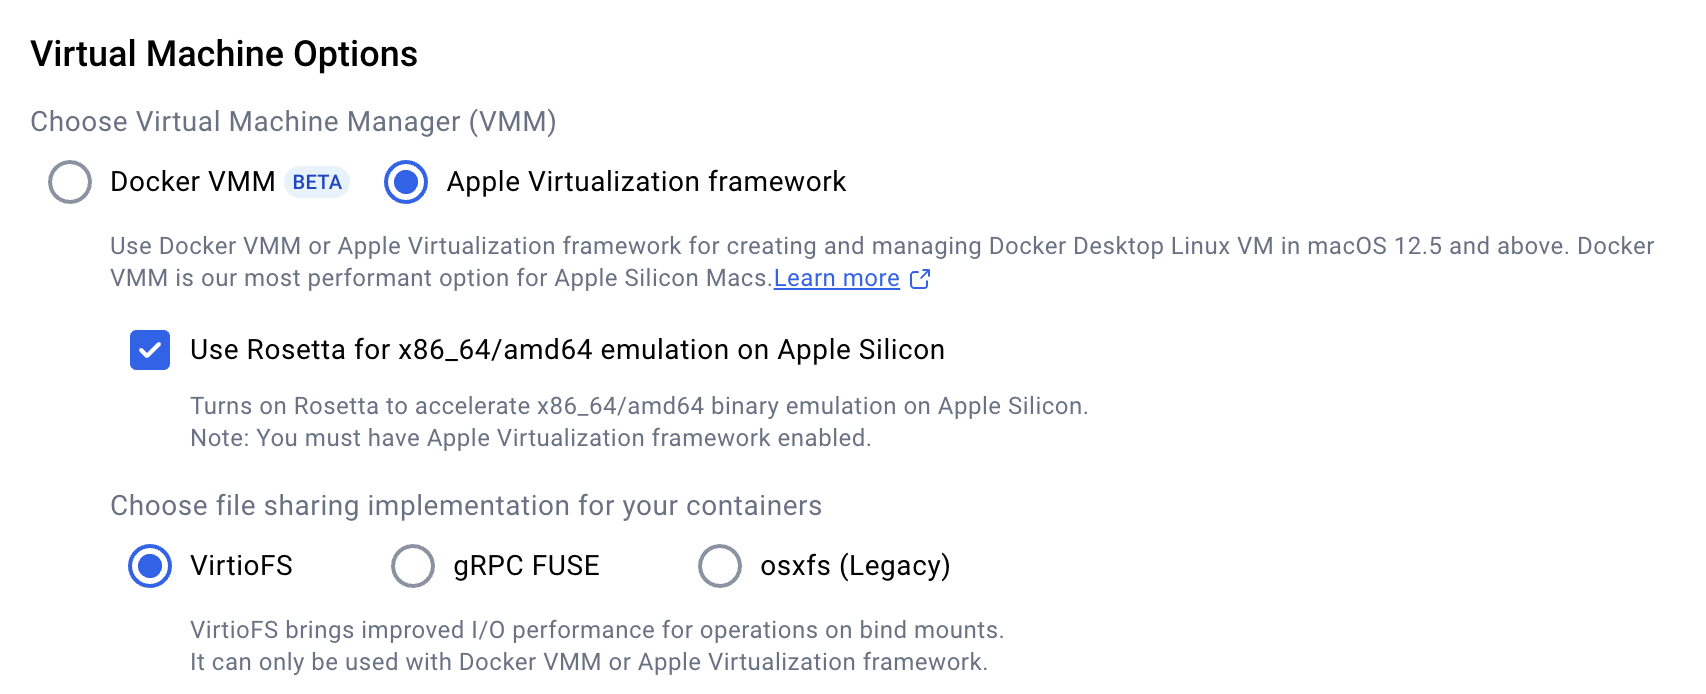 Virtual Machine Options
Choose Virtual Machine Manager (VMM)
Docker VMM BETA Apple Virtualization framework
Use Docker VMM or Apple Virtualization framework for creating and managing Docker Desktop Linux VM in macOS 12.5 and above. Docker
VMM is our most performant option for Apple Silicon Macs.Learn more
Use Rosetta for x86_64/amd64 emulation on Apple Silicon
Turns on Rosetta to accelerate x86_64/amd64 binary emulation on Apple Silicon.
Note: You must have Apple Virtualization framework enabled.
Choose file sharing implementation for your containers
VirtioFS gRPC FUSE osxfs (Legacy)
VirtioFS brings improved I/O performance for operations on bind mounts.
It can only be used with Docker VMM or Apple Virtualization framework.